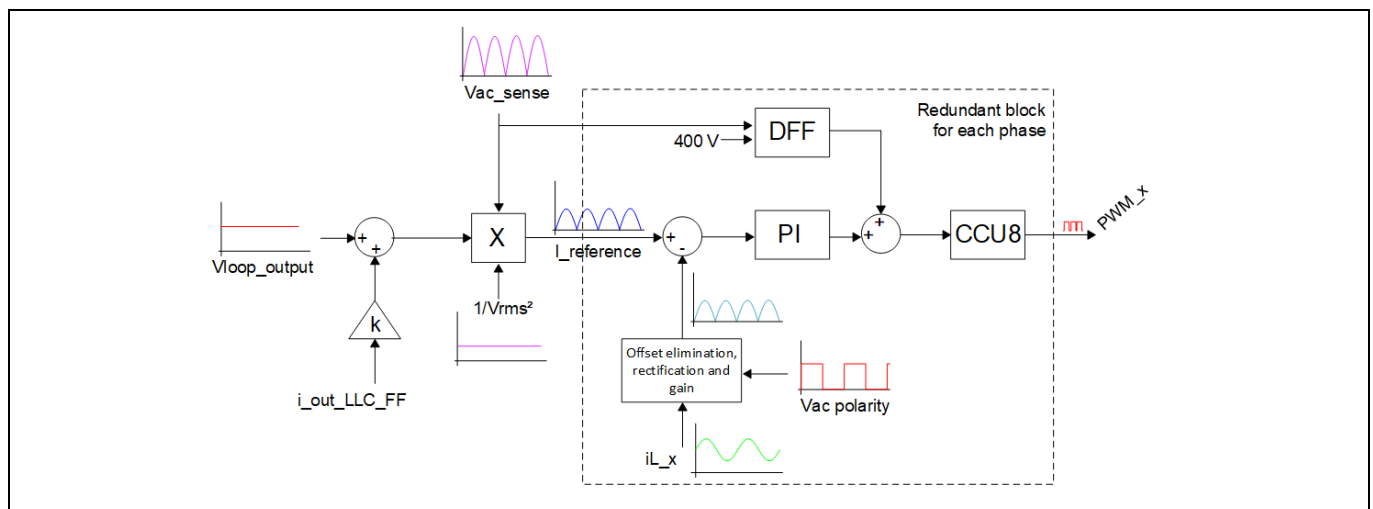 Vac_sense
Redundant block
for each phase
DFF
400 V
PWM_x
+
+
X
I_reference
+
-
PI
+
+
CCU8
Vloop_output
1/Vrms²
k
Offset elimination,
rectification and
gain
Vac polarity
i_out_LLC_FF
iL_x